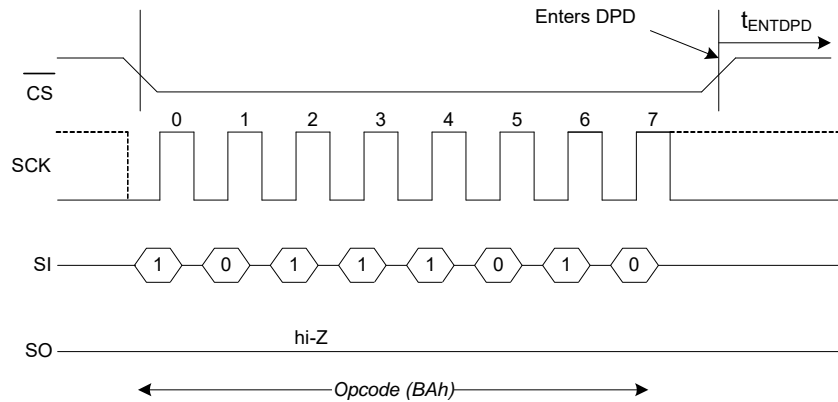 Enters DPD
tENTDPD
CS
0 1 2 3 4 5 6 7
SCK
SI 1 0 1 1 1 0 1 0
hi-Z
SO
Opcode (BAh)